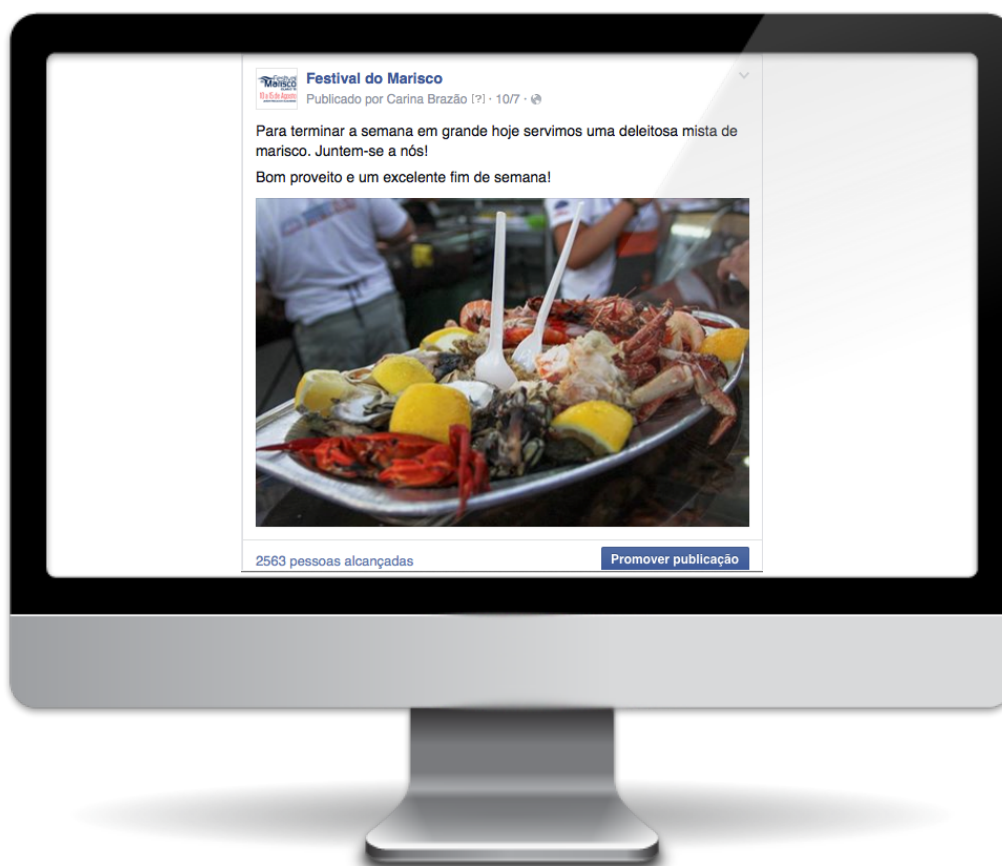 Festival do Marisco
Publicado por Carina Brazão [?] · 10/7 ·
Para terminar a semana em grande hoje servimos uma deleitosa mista de
marisco. Juntem-se a nós!
Bom proveito e um excelente fim de semana!
2563 pessoas alcançadas
Promover publicação